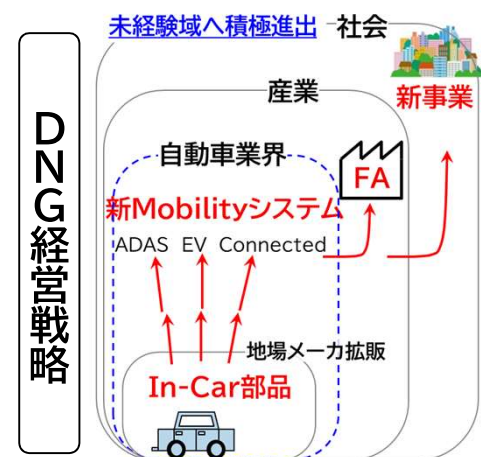 未経験域へ積極進出
社会
新事業
産業
FA
自動車業界
新Mobilityシステム
ADAS EV Connected
地場メーカ拡販
In-Car部品
DNG経営戦略